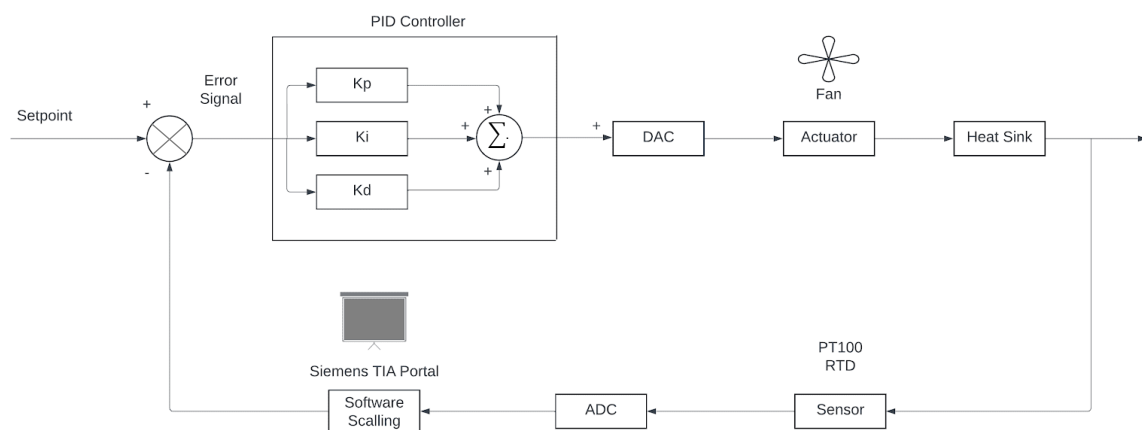 PID Controller
Error
Signal
Setpoint
+
-
Kp
Ki
Kd
+
+
+
Σ
+
DAC
Fan
Actuator
Heat Sink
Siemens TIA Portal
Software
Scalling
ADC
PT100
RTD
Sensor